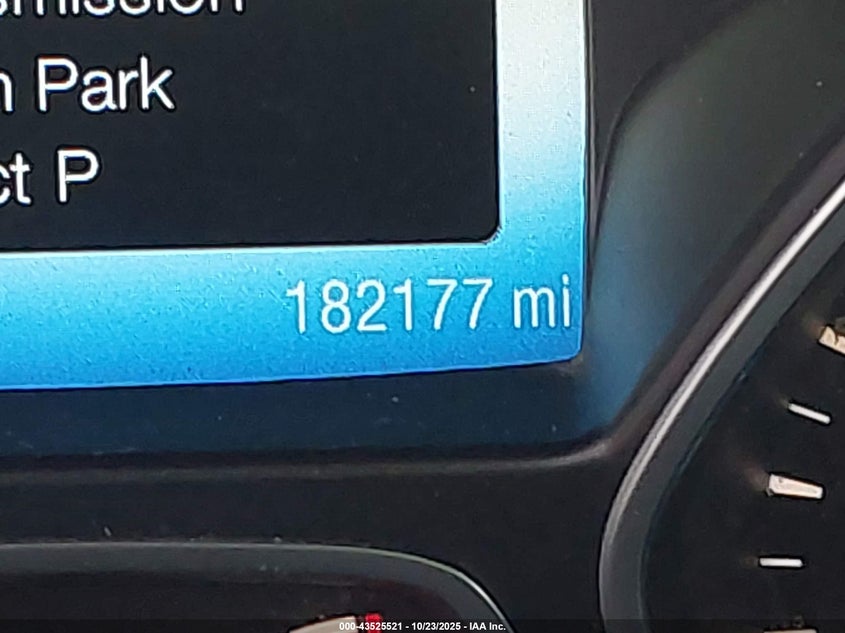 n Park
ct P
182177 mi
000-43525521 - 10/23/2025 - IAA Inc.